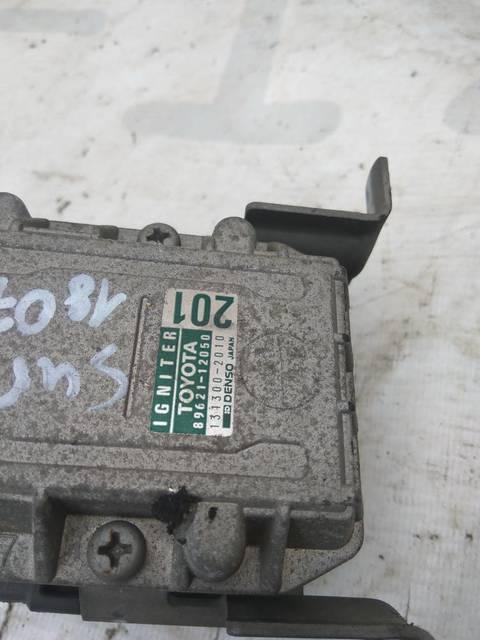 IGNITER
TOYOTA
89621-12050
131300-2010
DENSO JAPAN
201